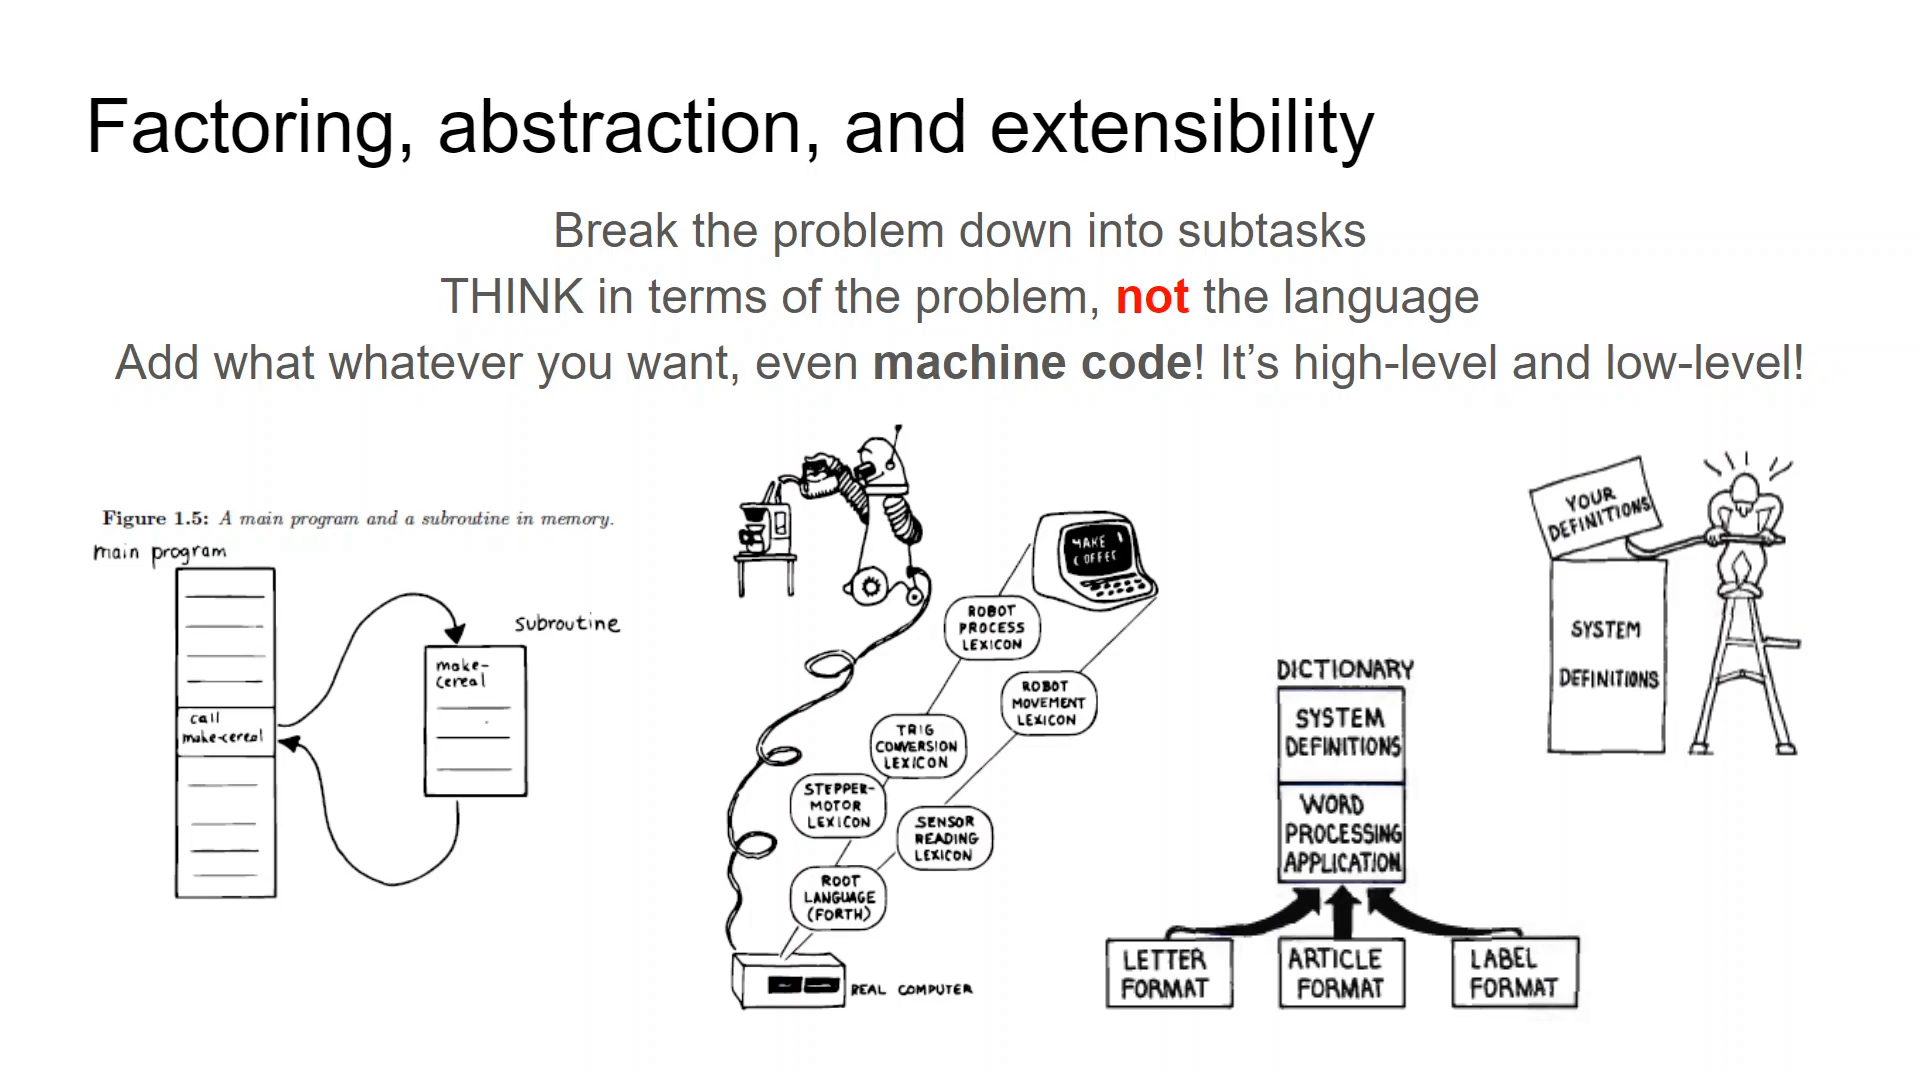 Factoring, abstraction, and extensibility
Break the problem down into subtasks
THINK in terms of the problem, not the language
Add what whatever you want, even machine code! It’s high-level and low-level!
Figure 1.5: A main program and a subroutine in memory.
main program
call
make-cereal
subroutine
make-
cereal
MAKE
COFFEE
ROBOT
PROCESS
LEXICON
ROBOT
MOVEMENT
LEXICON
TRIG
CONVERSION
LEXICON
STEPPER-
MOTOR
LEXICON
SENSOR
READING
LEXICON
ROOT
LANGUAGE
(FORTH)
REAL COMPUTER
DICTIONARY
SYSTEM
DEFINITIONS
WORD
PROCESSING
APPLICATION
LETTER
FORMAT
ARTICLE
FORMAT
LABEL
FORMAT
YOUR
DEFINITIONS
SYSTEM
DEFINITIONS